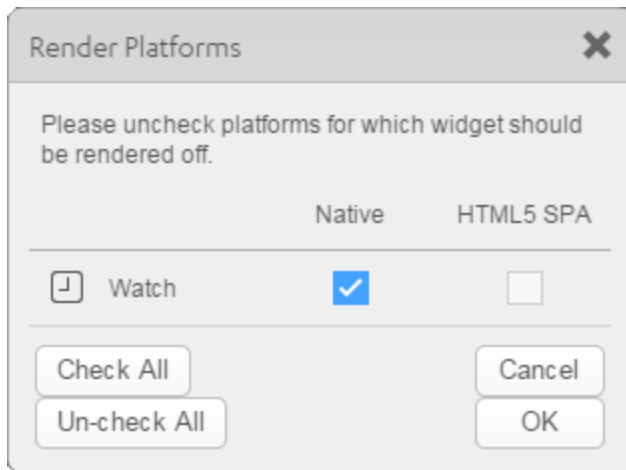 Render Platforms
Please uncheck platforms for which widget should
be rendered off.
Native HTML5 SPA
Watch
Check All Cancel
Un-check All OK